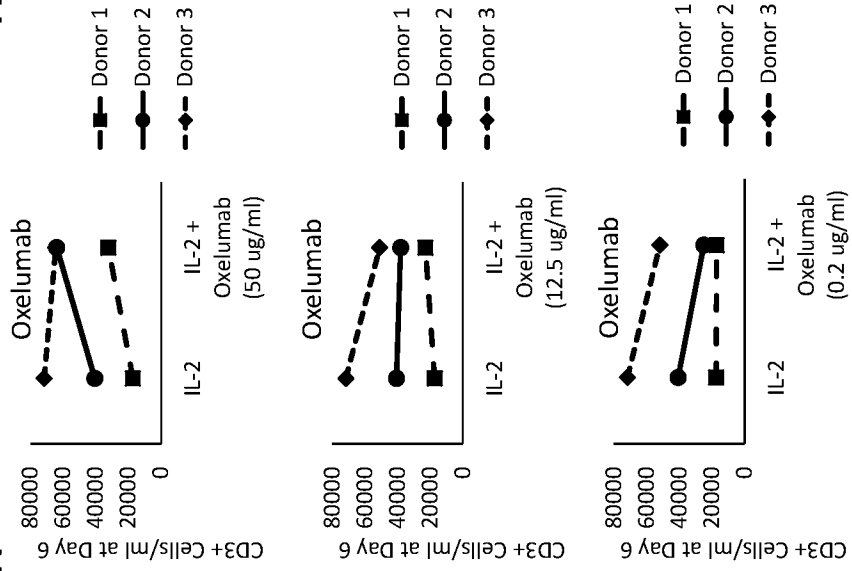 Oxelumab
CD3+ Cells/ml at Day 6
80000
60000
40000
20000
0
IL-2
IL-2 +
Oxelumab
(50 ug/ml)
Donor 1
Donor 2
Donor 3
Oxelumab
CD3+ Cells/ml at Day 6
80000
60000
40000
20000
0
IL-2
IL-2 +
Oxelumab
(12.5 ug/ml)
Donor 1
Donor 2
Donor 3
Oxelumab
CD3+ Cells/ml at Day 6
80000
60000
40000
20000
0
IL-2
IL-2 +
Oxelumab
(0.2 ug/ml)
Donor 1
Donor 2
Donor 3